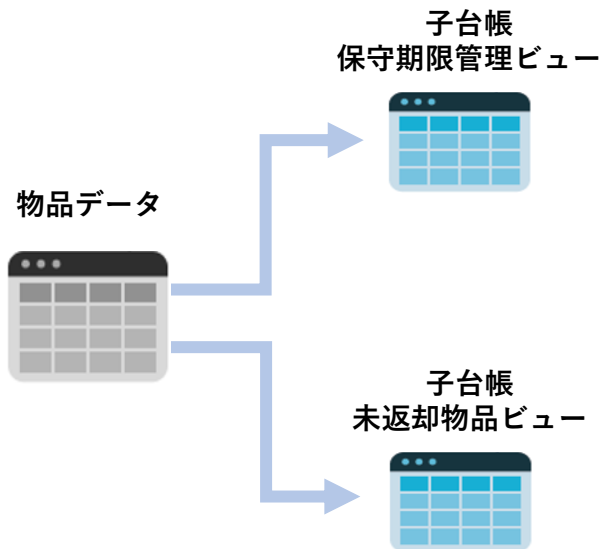 子台帳
保守期限管理ビュー
物品データ
子台帳
未返却物品ビュー